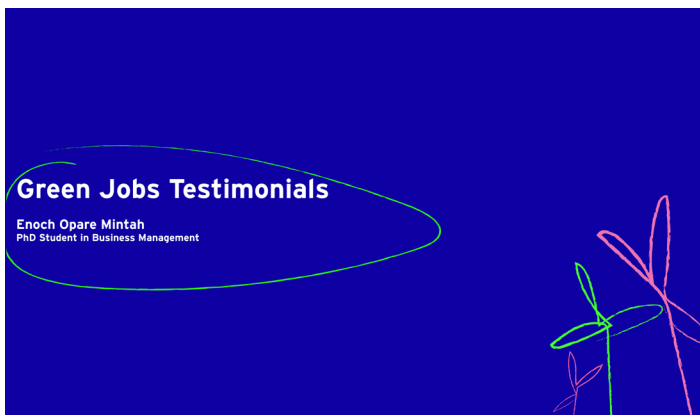 Green Jobs Testimonials
Enoch Opare Mintah
PhD Student in Business Management